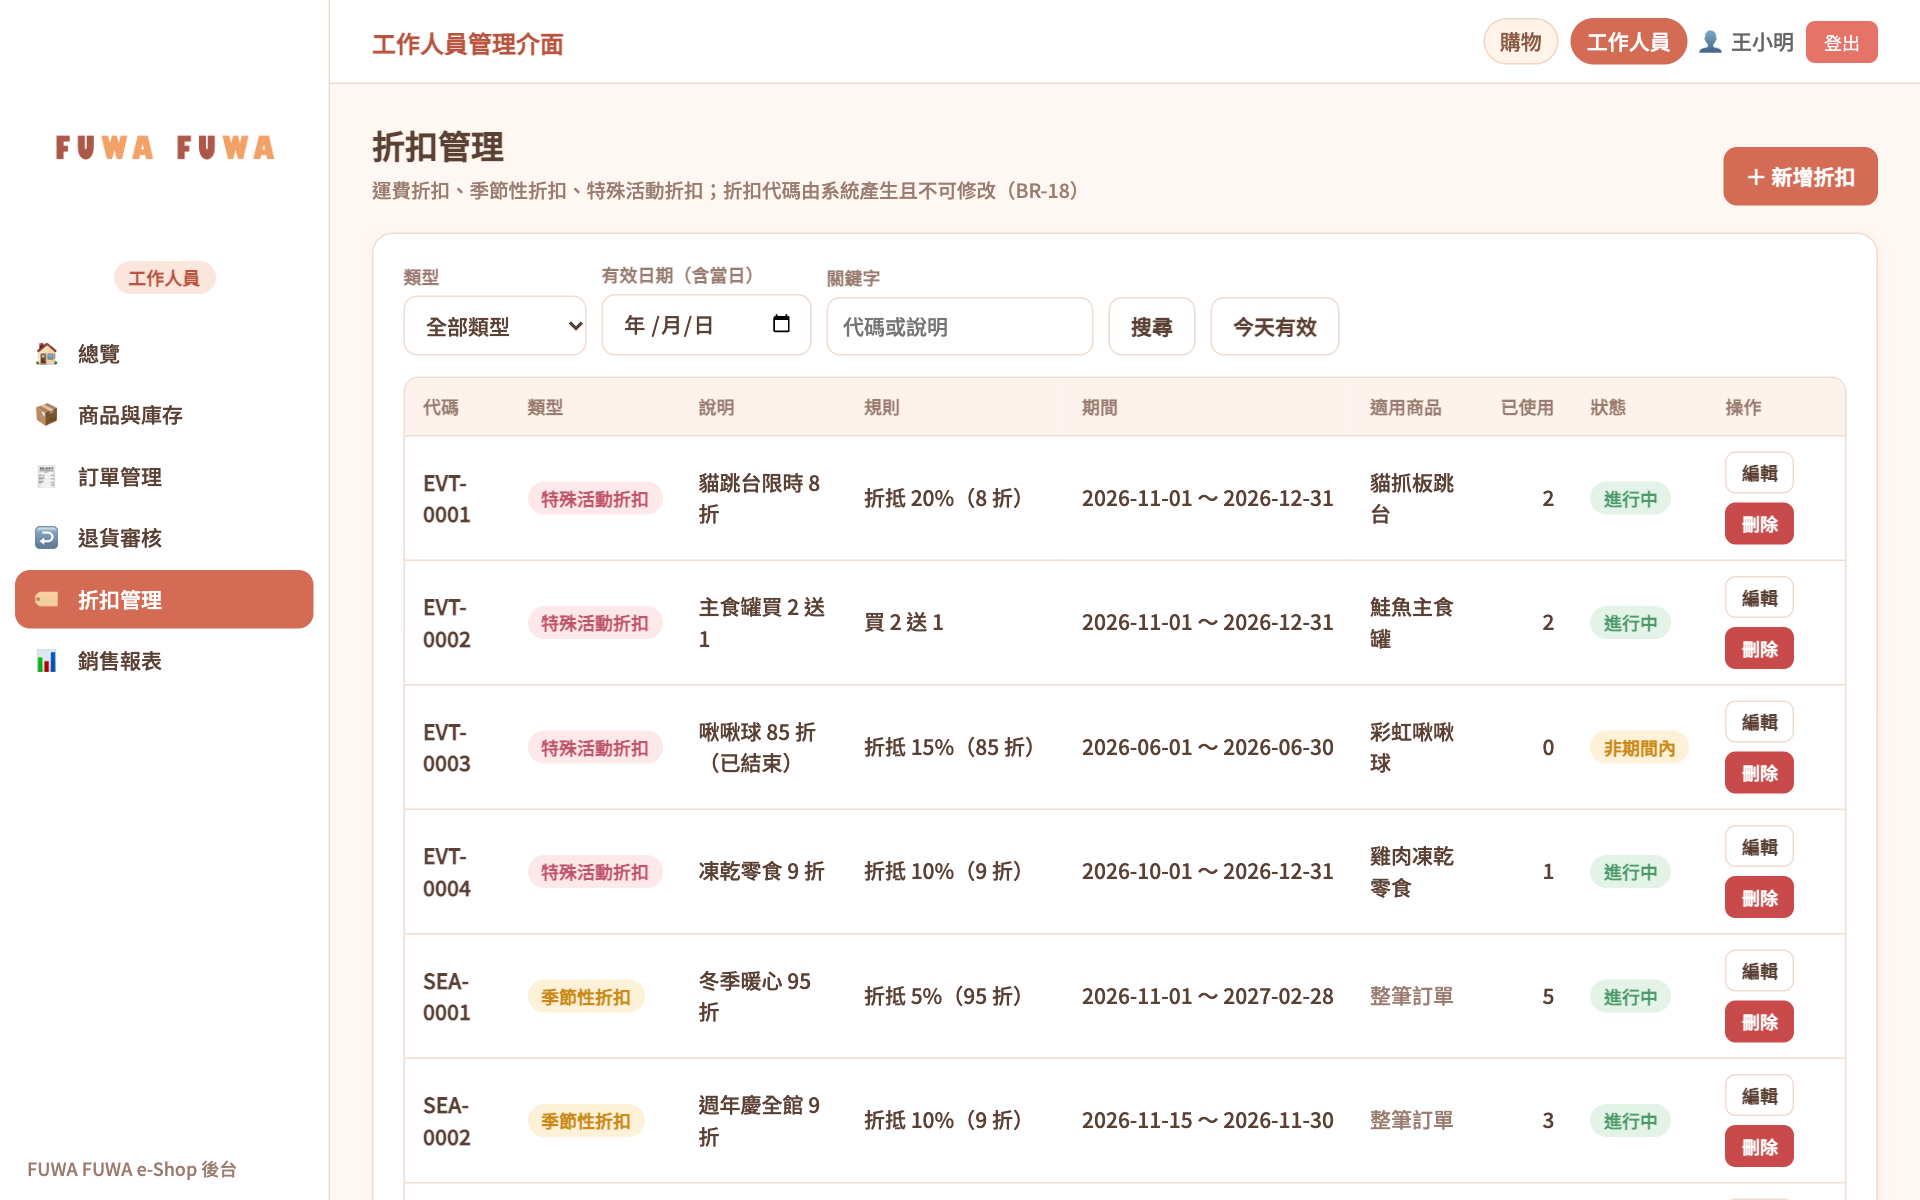 工作人員管理介面
購物
工作人員
王小明
登出
FUWA FUWA
工作人員
總覽
商品與庫存
訂單管理
退貨審核
折扣管理
銷售報表
FUWA FUWA e-Shop 後台
折扣管理
運費折扣、季節性折扣、特殊活動折扣；折扣代碼由系統產生且不可修改（BR-18）
＋新增折扣
類型
有效日期（含當日）
關鍵字
全部類型
年 /月/日
代碼或說明
搜尋
今天有效
代碼 類型 說明 規則 期間 適用商品 已使用 狀態 操作
EVT-
0001
特殊活動折扣
貓跳台限時 8
折
折抵 20%（8 折）
2026-11-01 ～ 2026-12-31
貓抓板跳
台
2
進行中
編輯
刪除
EVT-
0002
特殊活動折扣
主食罐買 2 送
1
買 2 送 1
2026-11-01 ～ 2026-12-31
鮭魚主食
罐
2
進行中
編輯
刪除
EVT-
0003
特殊活動折扣
啾啾球 85 折
（已結束）
折抵 15%（85 折）
2026-06-01 ～ 2026-06-30
彩虹啾啾
球
0
非期間內
編輯
刪除
EVT-
0004
特殊活動折扣
凍乾零食 9 折
折抵 10%（9 折）
2026-10-01 ～ 2026-12-31
雞肉凍乾
零食
1
進行中
編輯
刪除
SEA-
0001
季節性折扣
冬季暖心 95
折
折抵 5%（95 折）
2026-11-01 ～ 2027-02-28
整筆訂單
5
進行中
編輯
刪除
SEA-
0002
季節性折扣
週年慶全館 9
折
折抵 10%（9 折）
2026-11-15 ～ 2026-11-30
整筆訂單
3
進行中
編輯
刪除